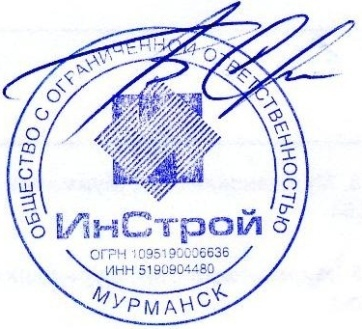 ОБЩЕСТВО С ОГРАНИЧЕННОЙ ОТВЕТСТВЕННОСТЬЮ
ИнСтрой
ОГРН 1095190006636
ИНН 5190904480
МУРМАНСК